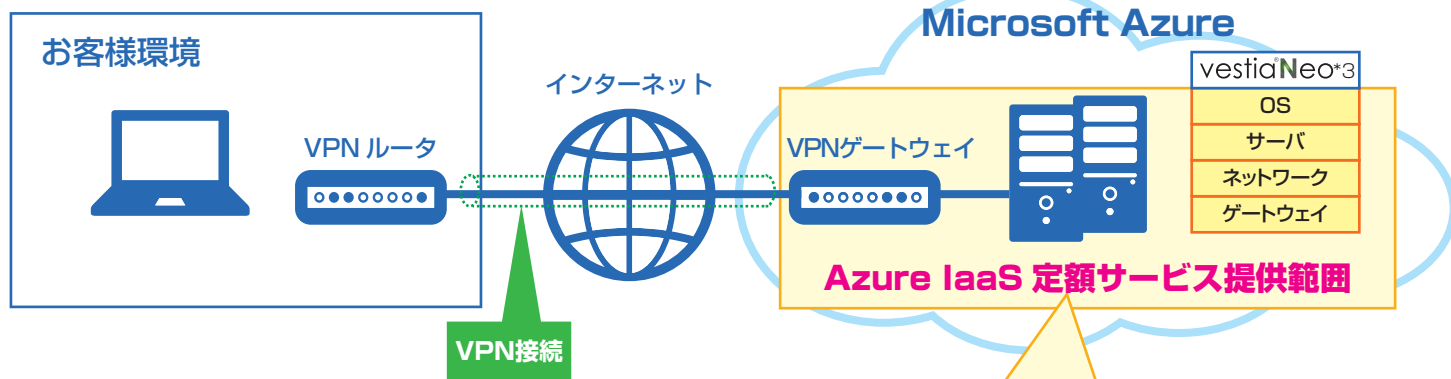 Microsoft Azure
お客様環境
vestiaNeo*3
インターネット
OS
VPN ルータ
VPNゲートウェイ
サーバ
ネットワーク
ゲートウェイ
Azure IaaS 定額サービス提供範囲
VPN接続